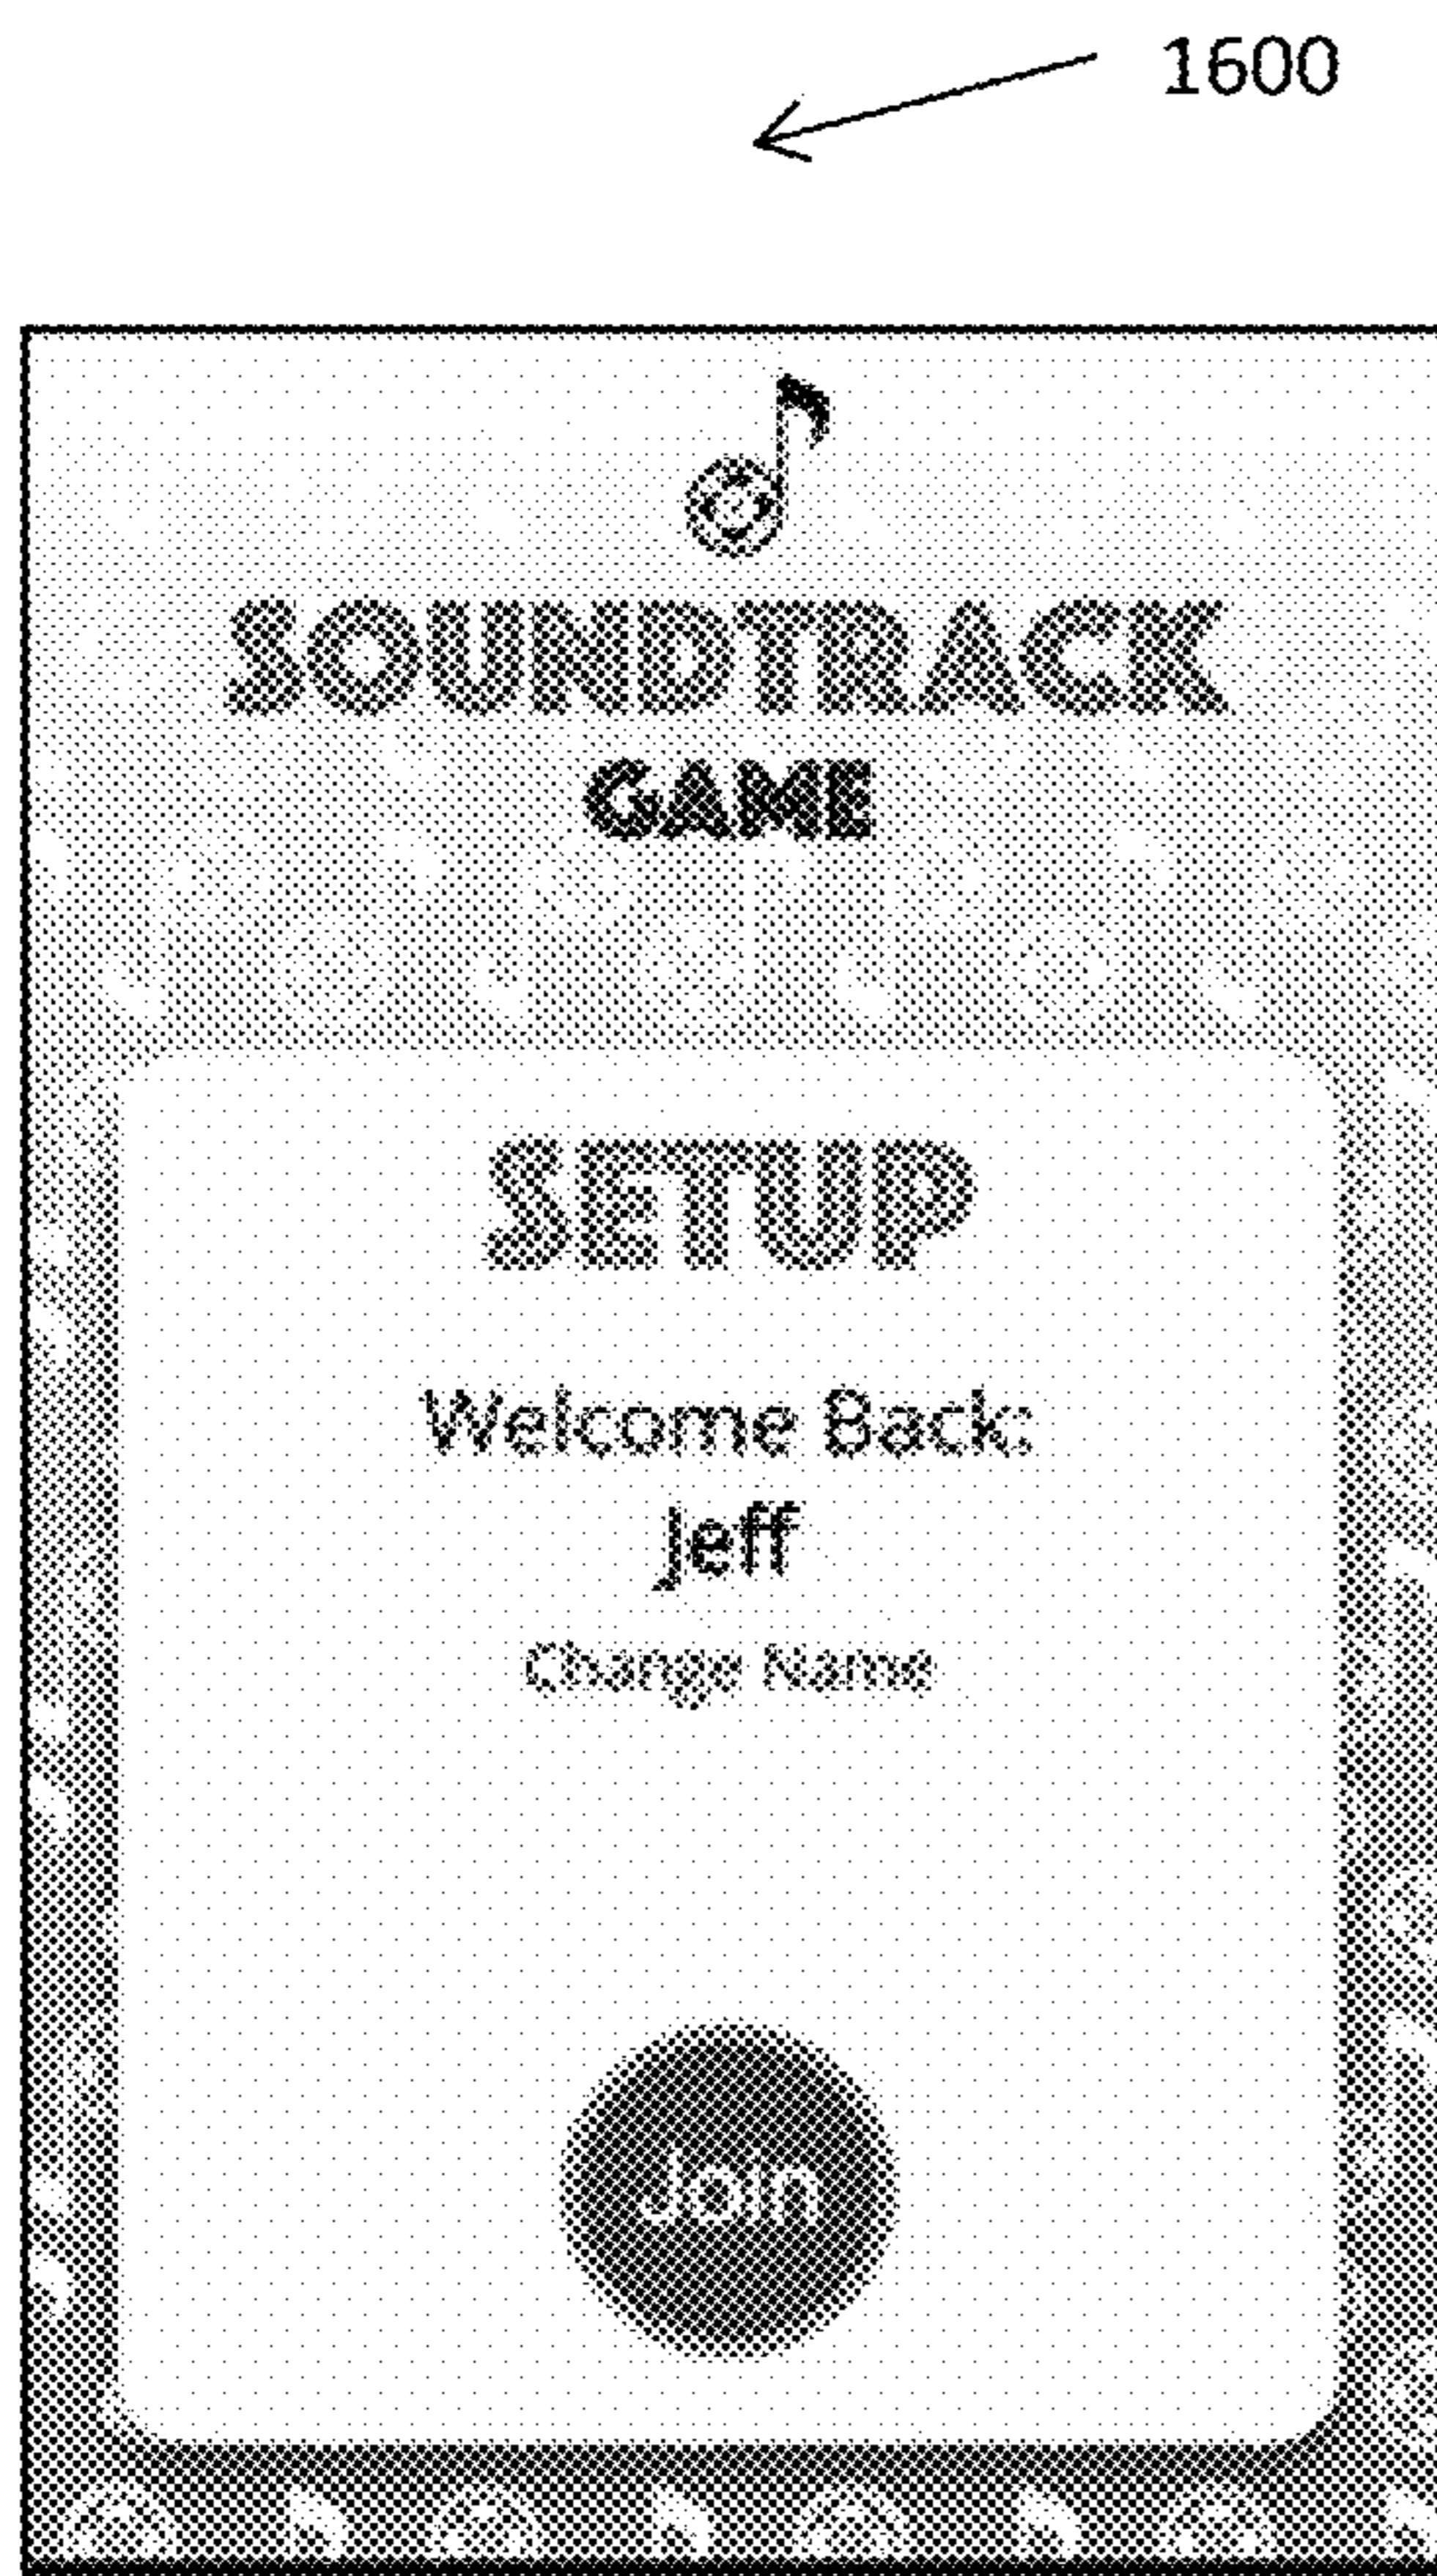 1600
SOUNDTRACK
GAME
SETUP
Welcome Back:
Jeff
Change Name
Join